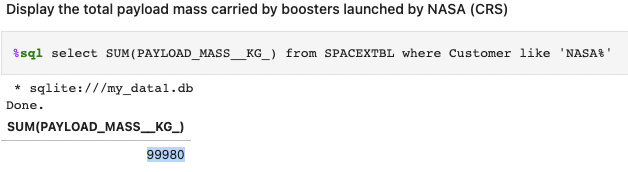 Display the total payload mass carried by boosters launched by NASA (CRS)
%sql select SUM(PAYLOAD_MASS__KG_) from SPACEXTBL where Customer like 'NASA%'
* sqlite:///my_data1.db
Done.
SUM(PAYLOAD_MASS__KG_)
99980